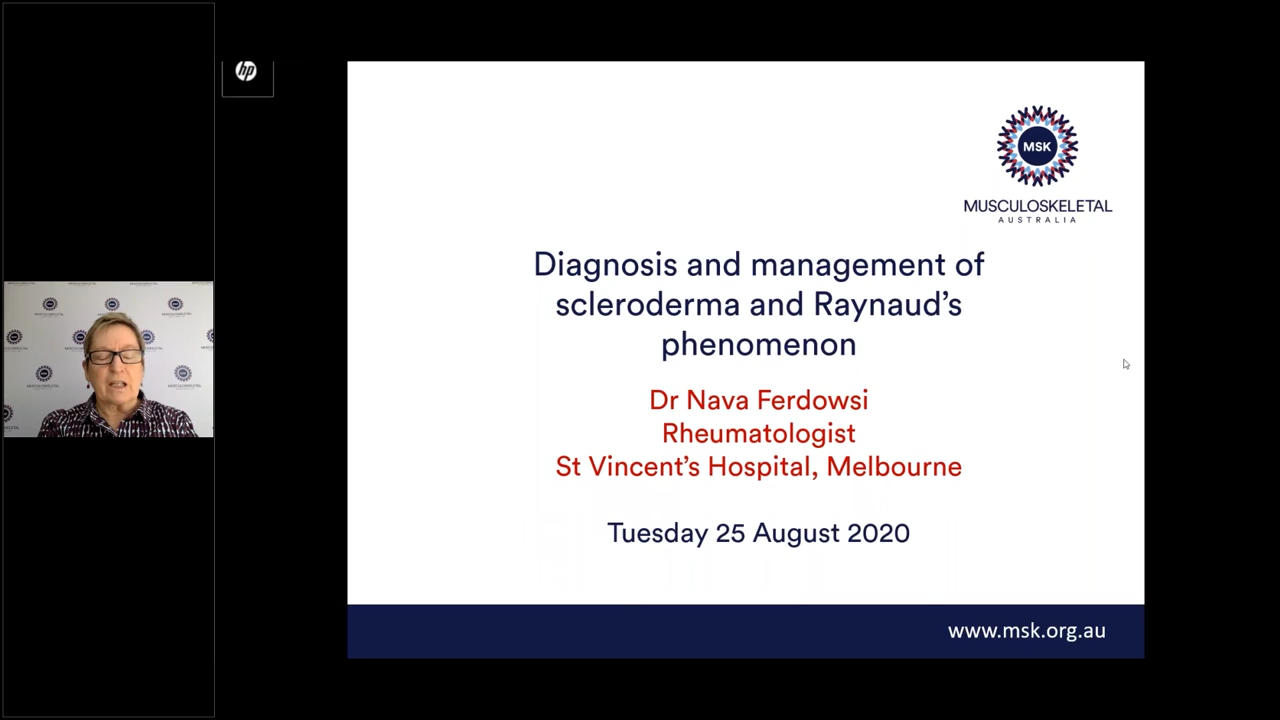 hp
MSK
MUSCULOSKELETAL
AUSTRALIA
Diagnosis and management of
scleroderma and Raynaud's
phenomenon
Dr Nava Ferdowsi
Rheumatologist
St Vincent's Hospital, Melbourne
Tuesday 25 August 2020
www.msk.org.au